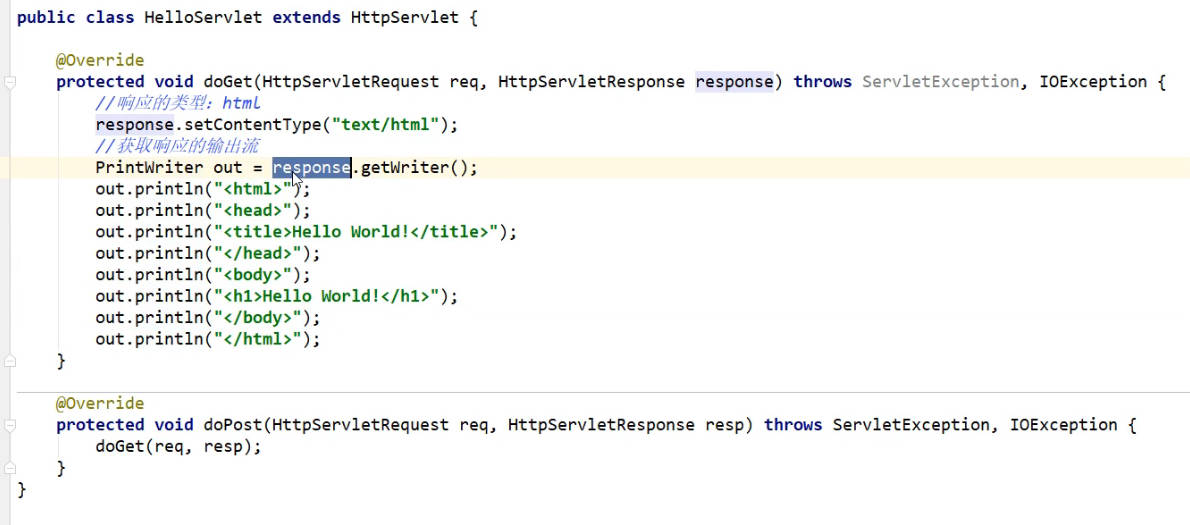 public class HelloServlet extends HttpServlet {
@Override
protected void doGet(HttpServletRequest req, HttpServletResponse response) throws ServletException, IOException {
//响应的类型：html
response.setContentType("text/html");
//获取响应的输出流
PrintWriter out = response.getWriter();
out.println("<html>");
out.println("<head>");
out.println("<title>Hello World!</title>");
out.println("</head>");
out.println("<body>");
out.println("<h1>Hello World!</h1>");
out.println("</body>");
out.println("</html>");
}
@Override
protected void doPost(HttpServletRequest req, HttpServletResponse resp) throws ServletException, IOException {
doGet(req, resp);
}
}